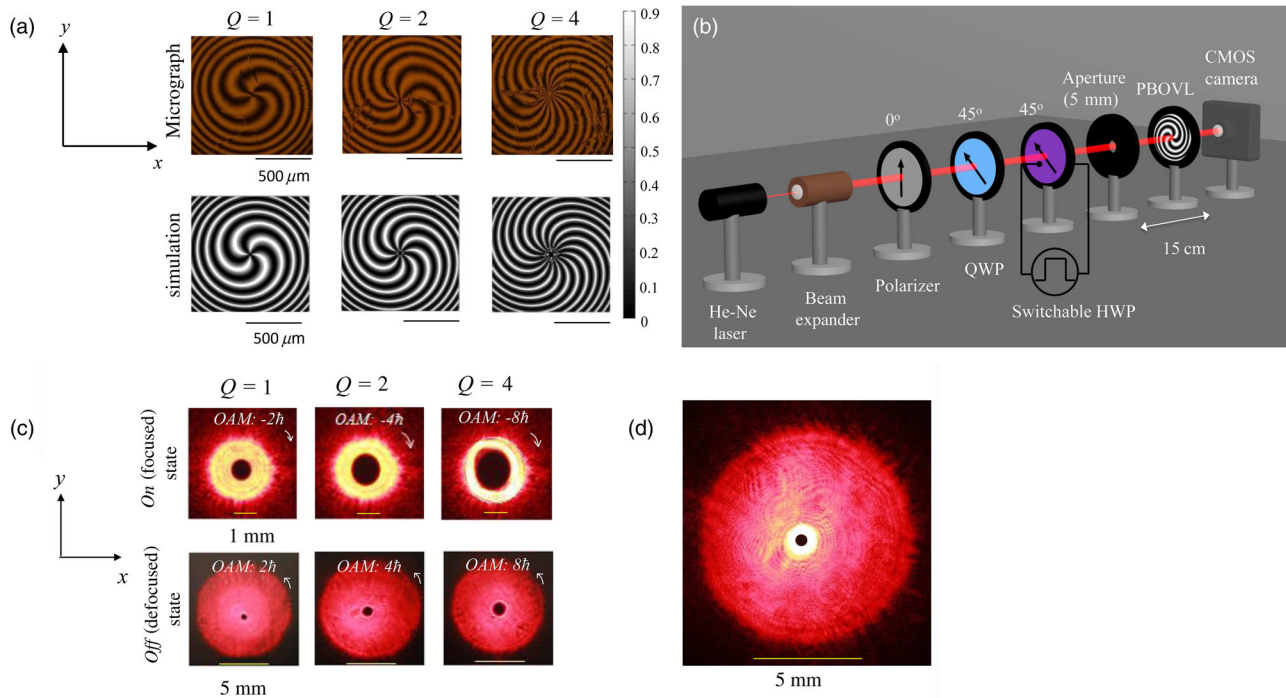 (a)
Q = 1
Q = 2
Q = 4
y
x
Micrograph
500 μm
simulation
500 μm
0.9
0.8
0.7
0.6
0.5
0.4
0.3
0.2
0.1
0
(b)
CMOS
camera
PBOVL
Aperture
(5 mm)
45º
45º
0º
15 cm
QWP
Polarizer
Switchable HWP
Beam
expander
He-Ne
laser
(c)
Q = 1
Q = 2
Q = 4
On (focused)
state
OAM: -2ħ
OAM: -4ħ
OAM: -8ħ
1 mm
y
x
Off (defocused)
state
OAM: 2ħ
OAM: 4ħ
OAM: 8ħ
5 mm
(d)
5 mm